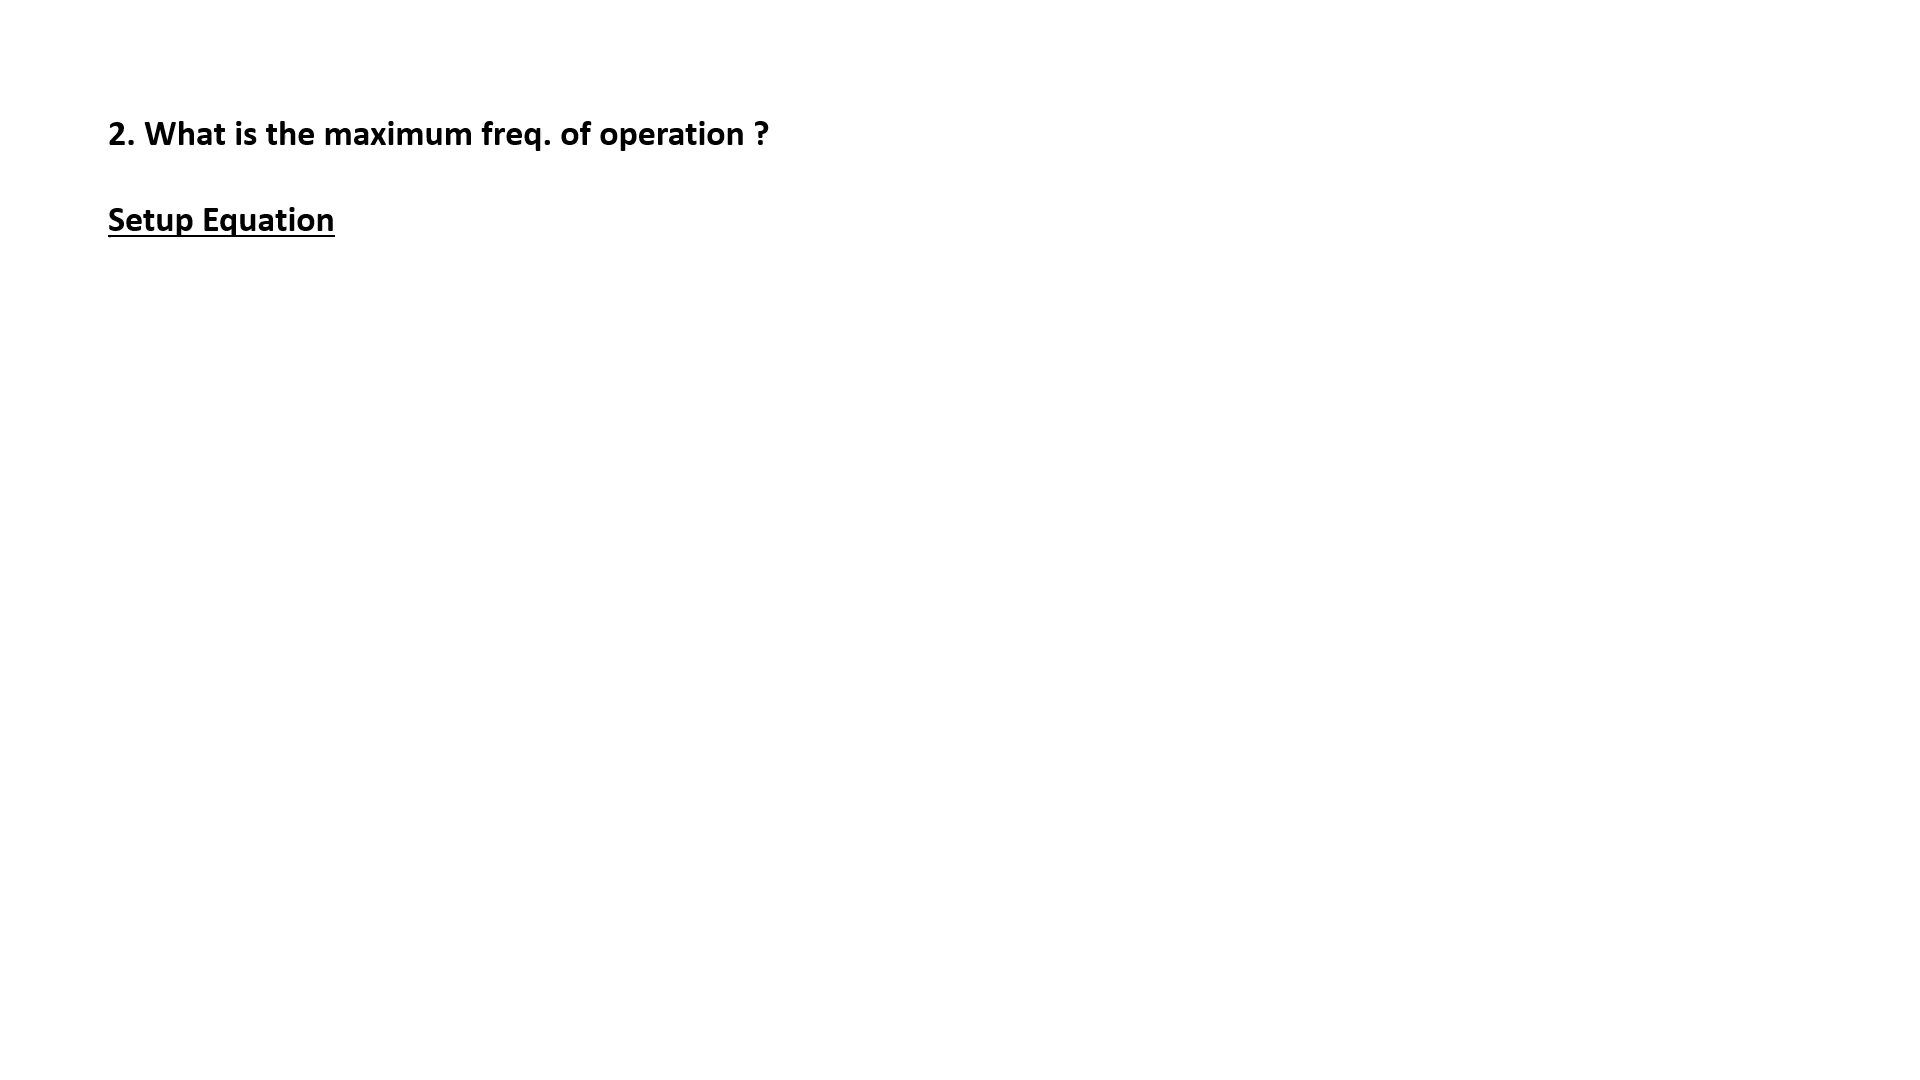 2. What is the maximum freq. of operation ?
Setup Equation